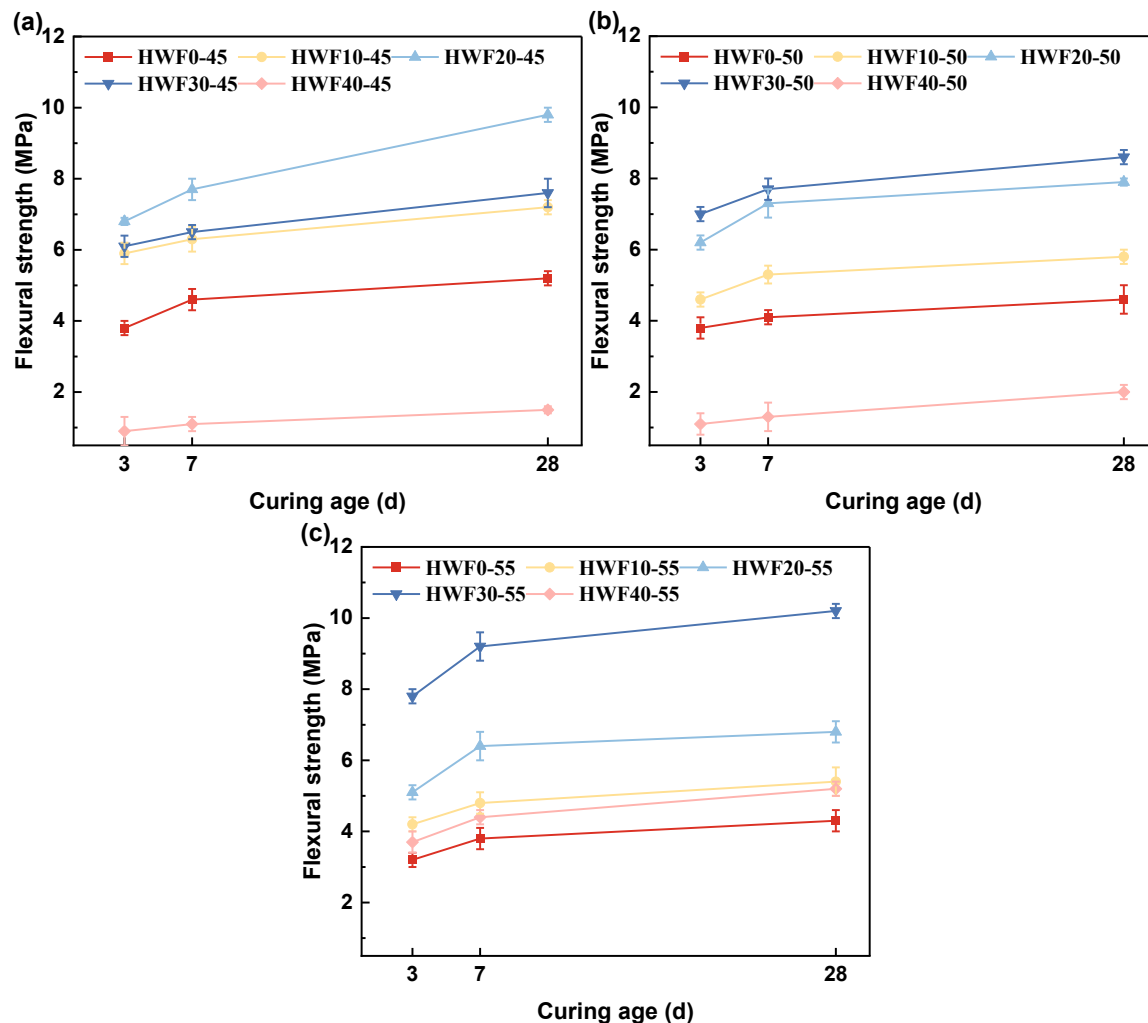 (a)
HWF0-45 HWF10-45 HWF20-45
HWF30-45 HWF40-45
Flexural strength (MPa)
12
10
8
6
4
2
3 7 28
Curing age (d)
(b)
HWF0-50 HWF10-50 HWF20-50
HWF30-50 HWF40-50
Flexural strength (MPa)
12
10
8
6
4
2
3 7 28
Curing age (d)
(c)
HWF0-55 HWF10-55 HWF20-55
HWF30-55 HWF40-55
Flexural strength (MPa)
12
10
8
6
4
2
3 7 28
Curing age (d)